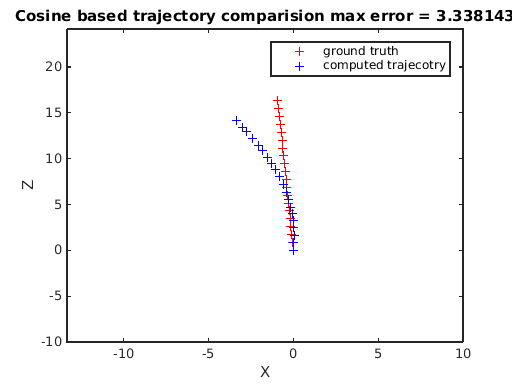 Cosine based trajectory comparision max error = 3.338143
ground truth
computed trajecotry
20
15
10
5
0
-5
-10
Z
-10
-5
0
5
10
X